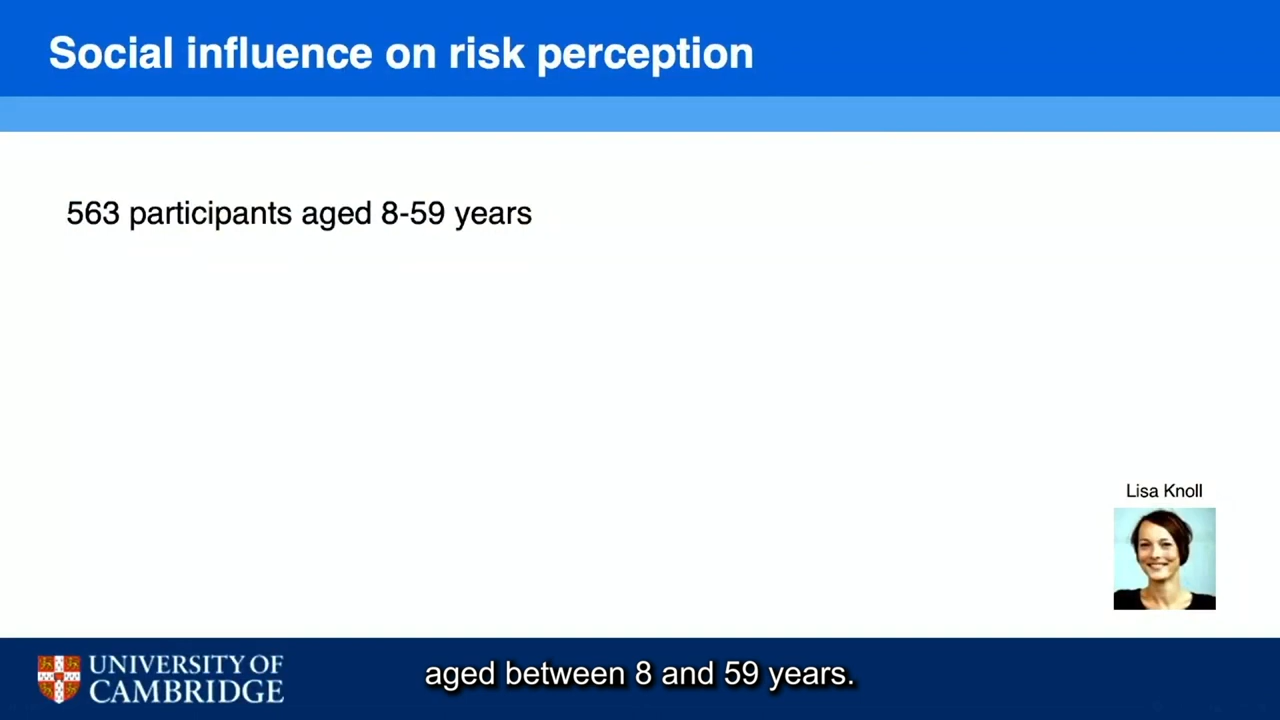 Social influence on risk perception
563 participants aged 8-59 years
Lisa Knoll
UNIVERSITY OF
CAMBRIDGE
aged between 8 and 59 years.